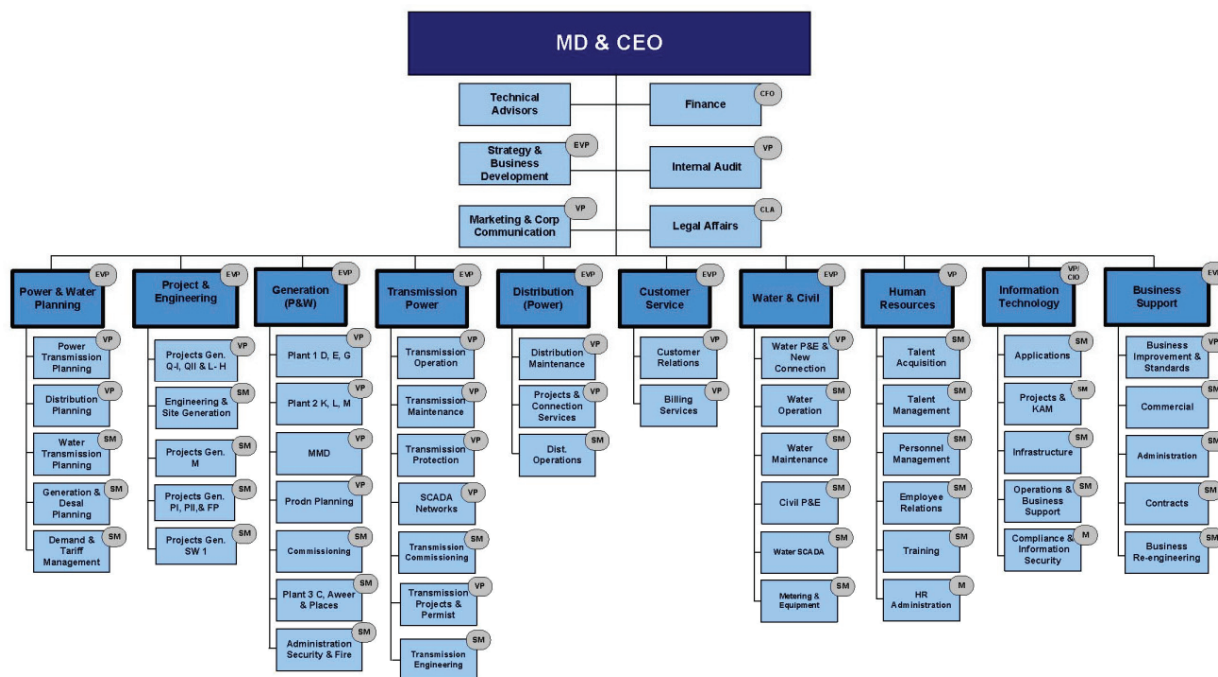 MD & CEO
Technical
Advisors
Finance
CFO
Strategy &
Business
Development
EVP
Internal Audit
VP
Marketing & Corp
Communication
VP
Legal Affairs
CLA
Power & Water
Planning
EVP
Power
Transmission
Planning
VP
Distribution
Planning
VP
Water
Transmission
Planning
SM
Generation &
Desal
Planning
SM
Demand &
Tariff
Management
SM
Project
& Engineering
EVP
Projects Gen.
Q-I, QII & L- H
VP
Engineering &
Site Generation
SM
Projects Gen.
M
SM
Projects Gen.
PI, PII,& FP
SM
Projects Gen.
SW 1
SM
Generation
(P&W)
EVP
Plant 1 D, E, G
VP
Plant 2 K, L, M
VP
MMD
VP
Prodn Planning
VP
Commissioning
SM
Plant 3 C, Aweer
& Places
SM
Administration
Security & Fire
SM
Transmission
Power
EVP
Transmission
Operation
VP
Transmission
Maintenance
VP
Transmission
Protection
VP
SCADA
Networks
VP
Transmission
Commissioning
SM
Transmission
Projects &
Permist
VP
Transmission
Engineering
SM
Distribution
(Power)
EVP
Distribution
Maintenance
VP
Projects &
Connection
Services
VP
Dist.
Operations
SM
Customer
Service
EVP
Customer
Relations
VP
Billing
Services
VP
Water & Civil
EVP
Water P&E &
New
Connection
VP
Water
Operation
SM
Water
Maintenance
SM
Civil P&E
SM
Water SCADA
SM
Metering &
Equipment
SM
Human
Resources
VP
Talent
Acquisition
SM
Talent
Management
SM
Personnel
Management
SM
Employee
Relations
SM
Training
SM
HR
Administration
M
Information
Technology
VP/
CIO
Applications
SM
Projects &
KAM
SM
Infrastructure
SM
Operations &
Business
Support
SM
Compliance &
Information
Security
M
Business
Support
EVP
Business
Improvement &
Standards
VP
Commercial
SM
Administration
SM
Contracts
SM
Business
Re-engineering
SM